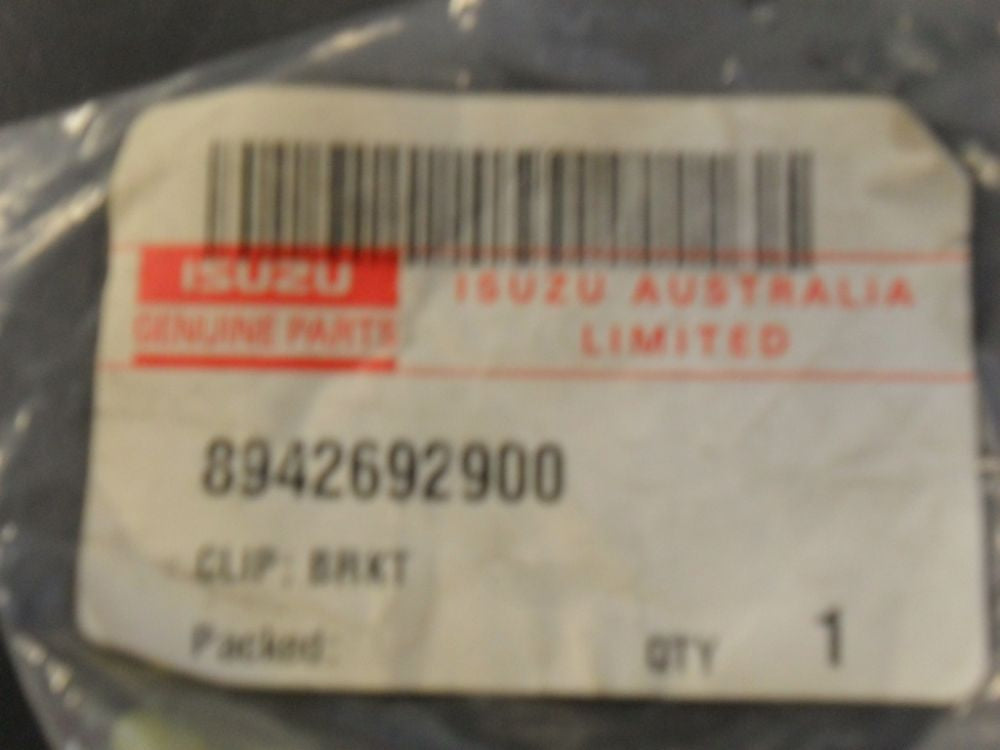 ISUZU
GENUINE PARTS
ISUZU AUSTRALIA
LIMITED
8942692900
CLIP: BRKT
Packed:
QTY 1